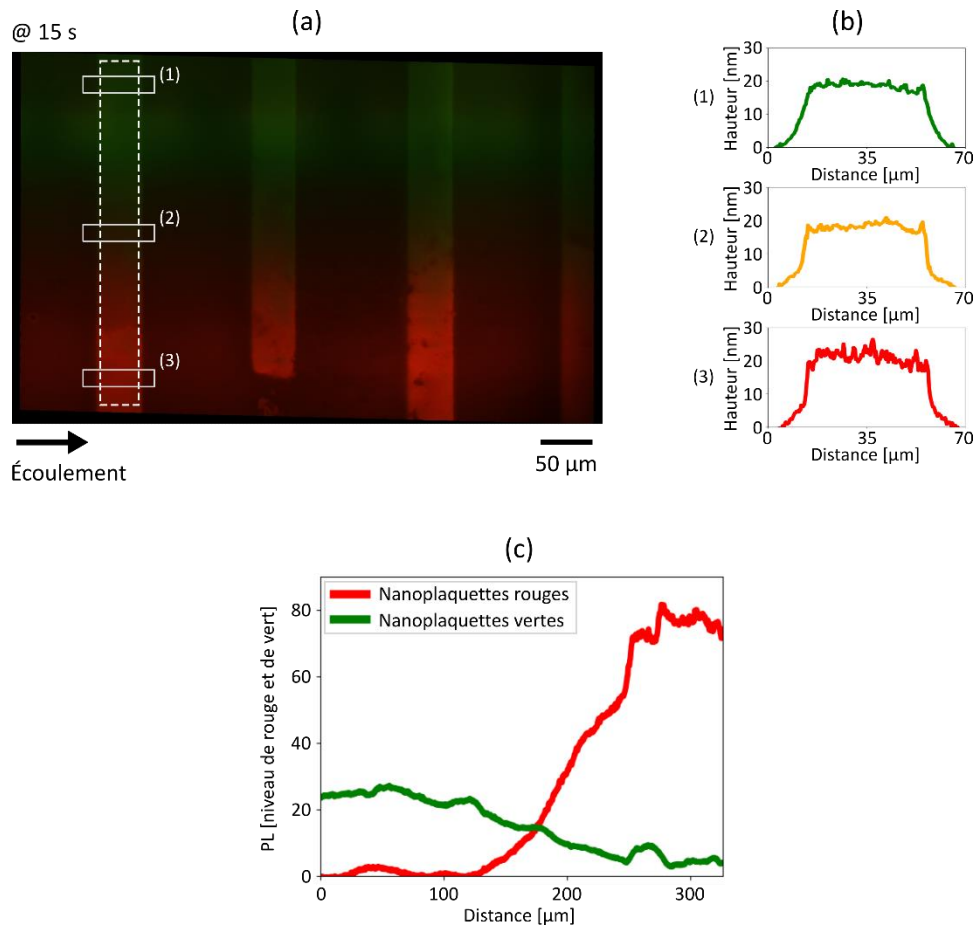 @ 15 s
(a)
(b)
(1)
(2)
(3)
Écoulement
50 µm
(1)
Hauteur [nm]
30
20
10
0
0
35
70
Distance [µm]
(2)
Hauteur [nm]
30
20
10
0
0
35
70
Distance [µm]
(3)
Hauteur [nm]
30
20
10
0
0
35
70
Distance [µm]
(c)
PL [niveau de rouge et de vert]
80
60
40
20
0
Nanoplaquettes rouges
Nanoplaquettes vertes
0
100
200
300
Distance [µm]